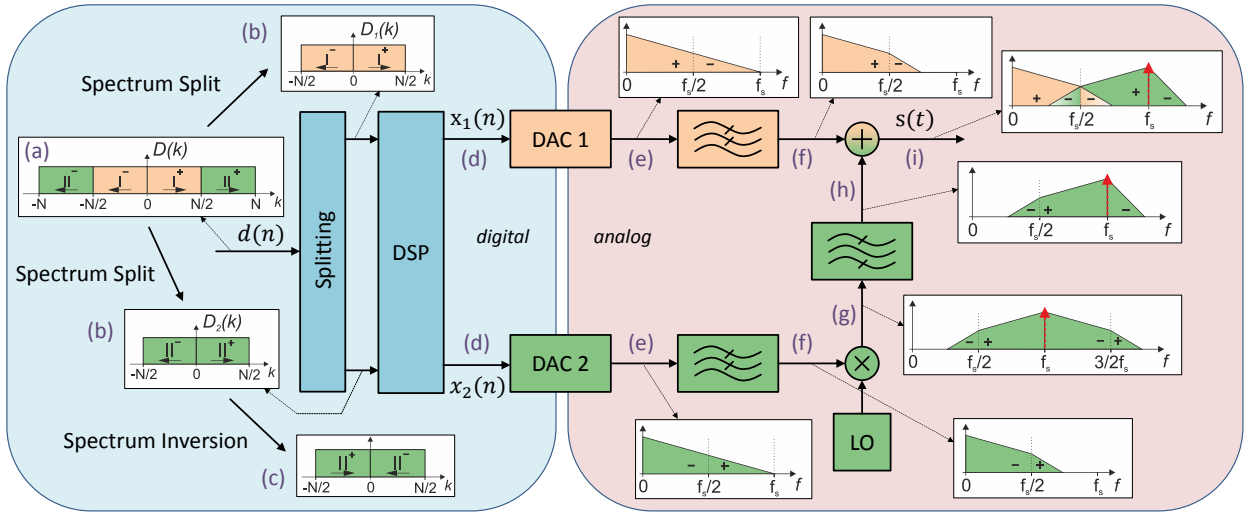 (b)
D₁(k)
I⁻
I⁺
-N/2
0
N/2
k
Spectrum Split
(a)
D(k)
II⁻
I⁻
I⁺
II⁺
-N
-N/2
0
N/2
N
k
d(n)
Spectrum Split
(b)
D₂(k)
II⁻
II⁺
-N/2
0
N/2
k
Spectrum Inversion
(c)
II⁺
II⁻
-N/2
0
N/2
k
Splitting
DSP
x₁(n)
(d)
(d)
x₂(n)
digital
analog
DAC 1
(e)
+
−
0
fₛ/2
fₛ
f
(f)
+
−
0
fₛ/2
fₛ
f
+
s(t)
(i)
+
−
−
+
−
0
fₛ/2
fₛ
f
(h)
−
+
−
0
fₛ/2
fₛ
f
(g)
−
+
−
+
0
fₛ/2
fₛ
3/2fₛ
f
DAC 2
(e)
−
+
0
fₛ/2
fₛ
f
(f)
×
LO
−
+
0
fₛ/2
fₛ
f